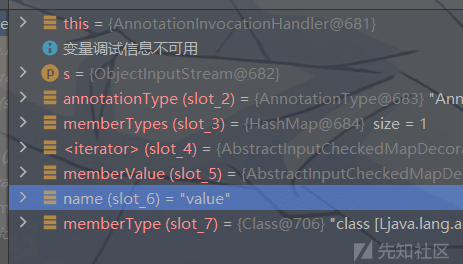 this = {AnnotationInvocationHandler@681}
变量调试信息不可用
p s = {ObjectInputStream@682}
annotationType (slot_2) = {AnnotationType@683} "Ann
memberTypes (slot_3) = {HashMap@684} size = 1
<iterator> (slot_4) = {AbstractInputCheckedMapDecora
memberValue (slot_5) = {AbstractInputCheckedMapDec
name (slot_6) = "value"
memberType (slot_7) = {Class@706} "class [Ljava.lang.a
先知社区